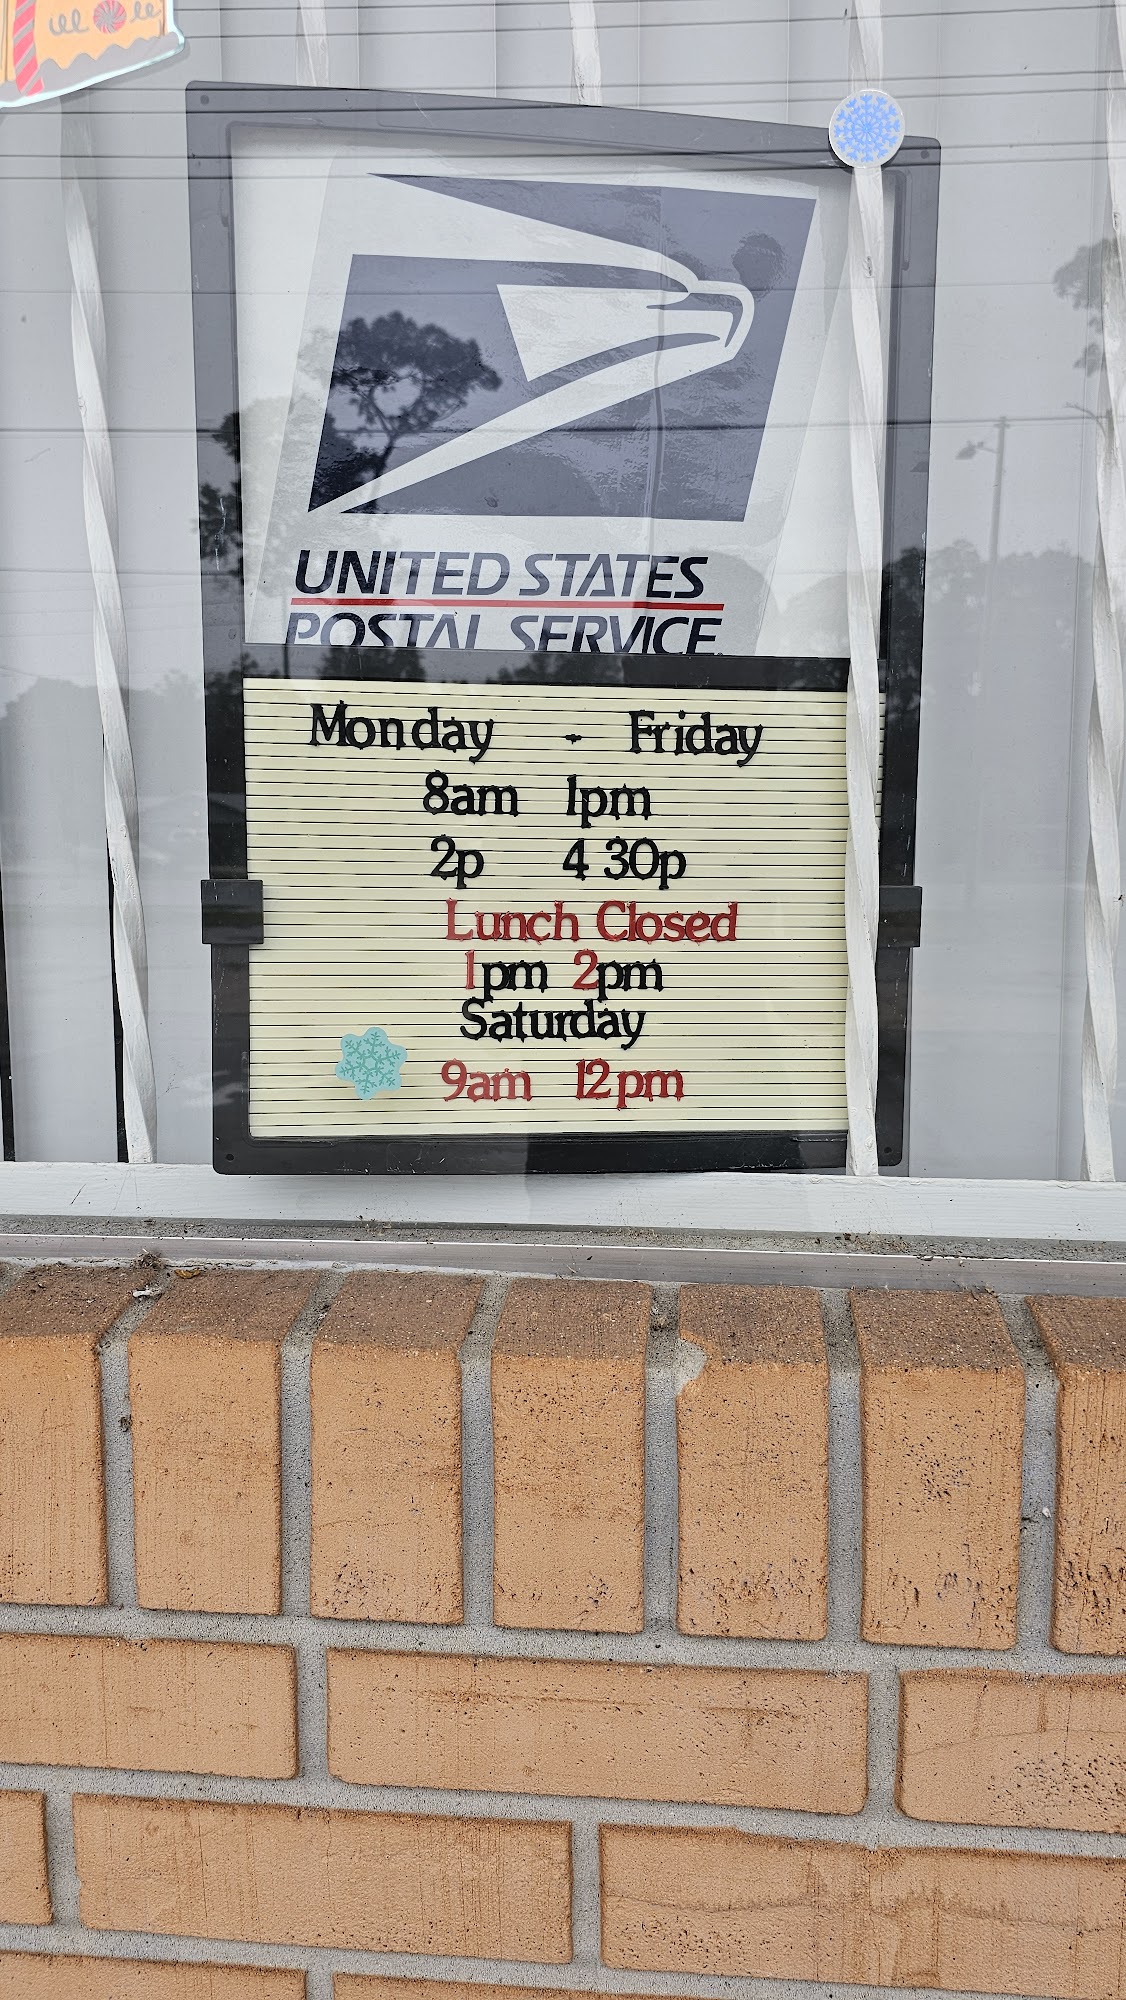 UNITED STATES
POSTAL SERVICE.
Monday - Friday
8am 1pm
2p 4 30p
Lunch Closed
1pm 2pm
Saturday
9am 12pm